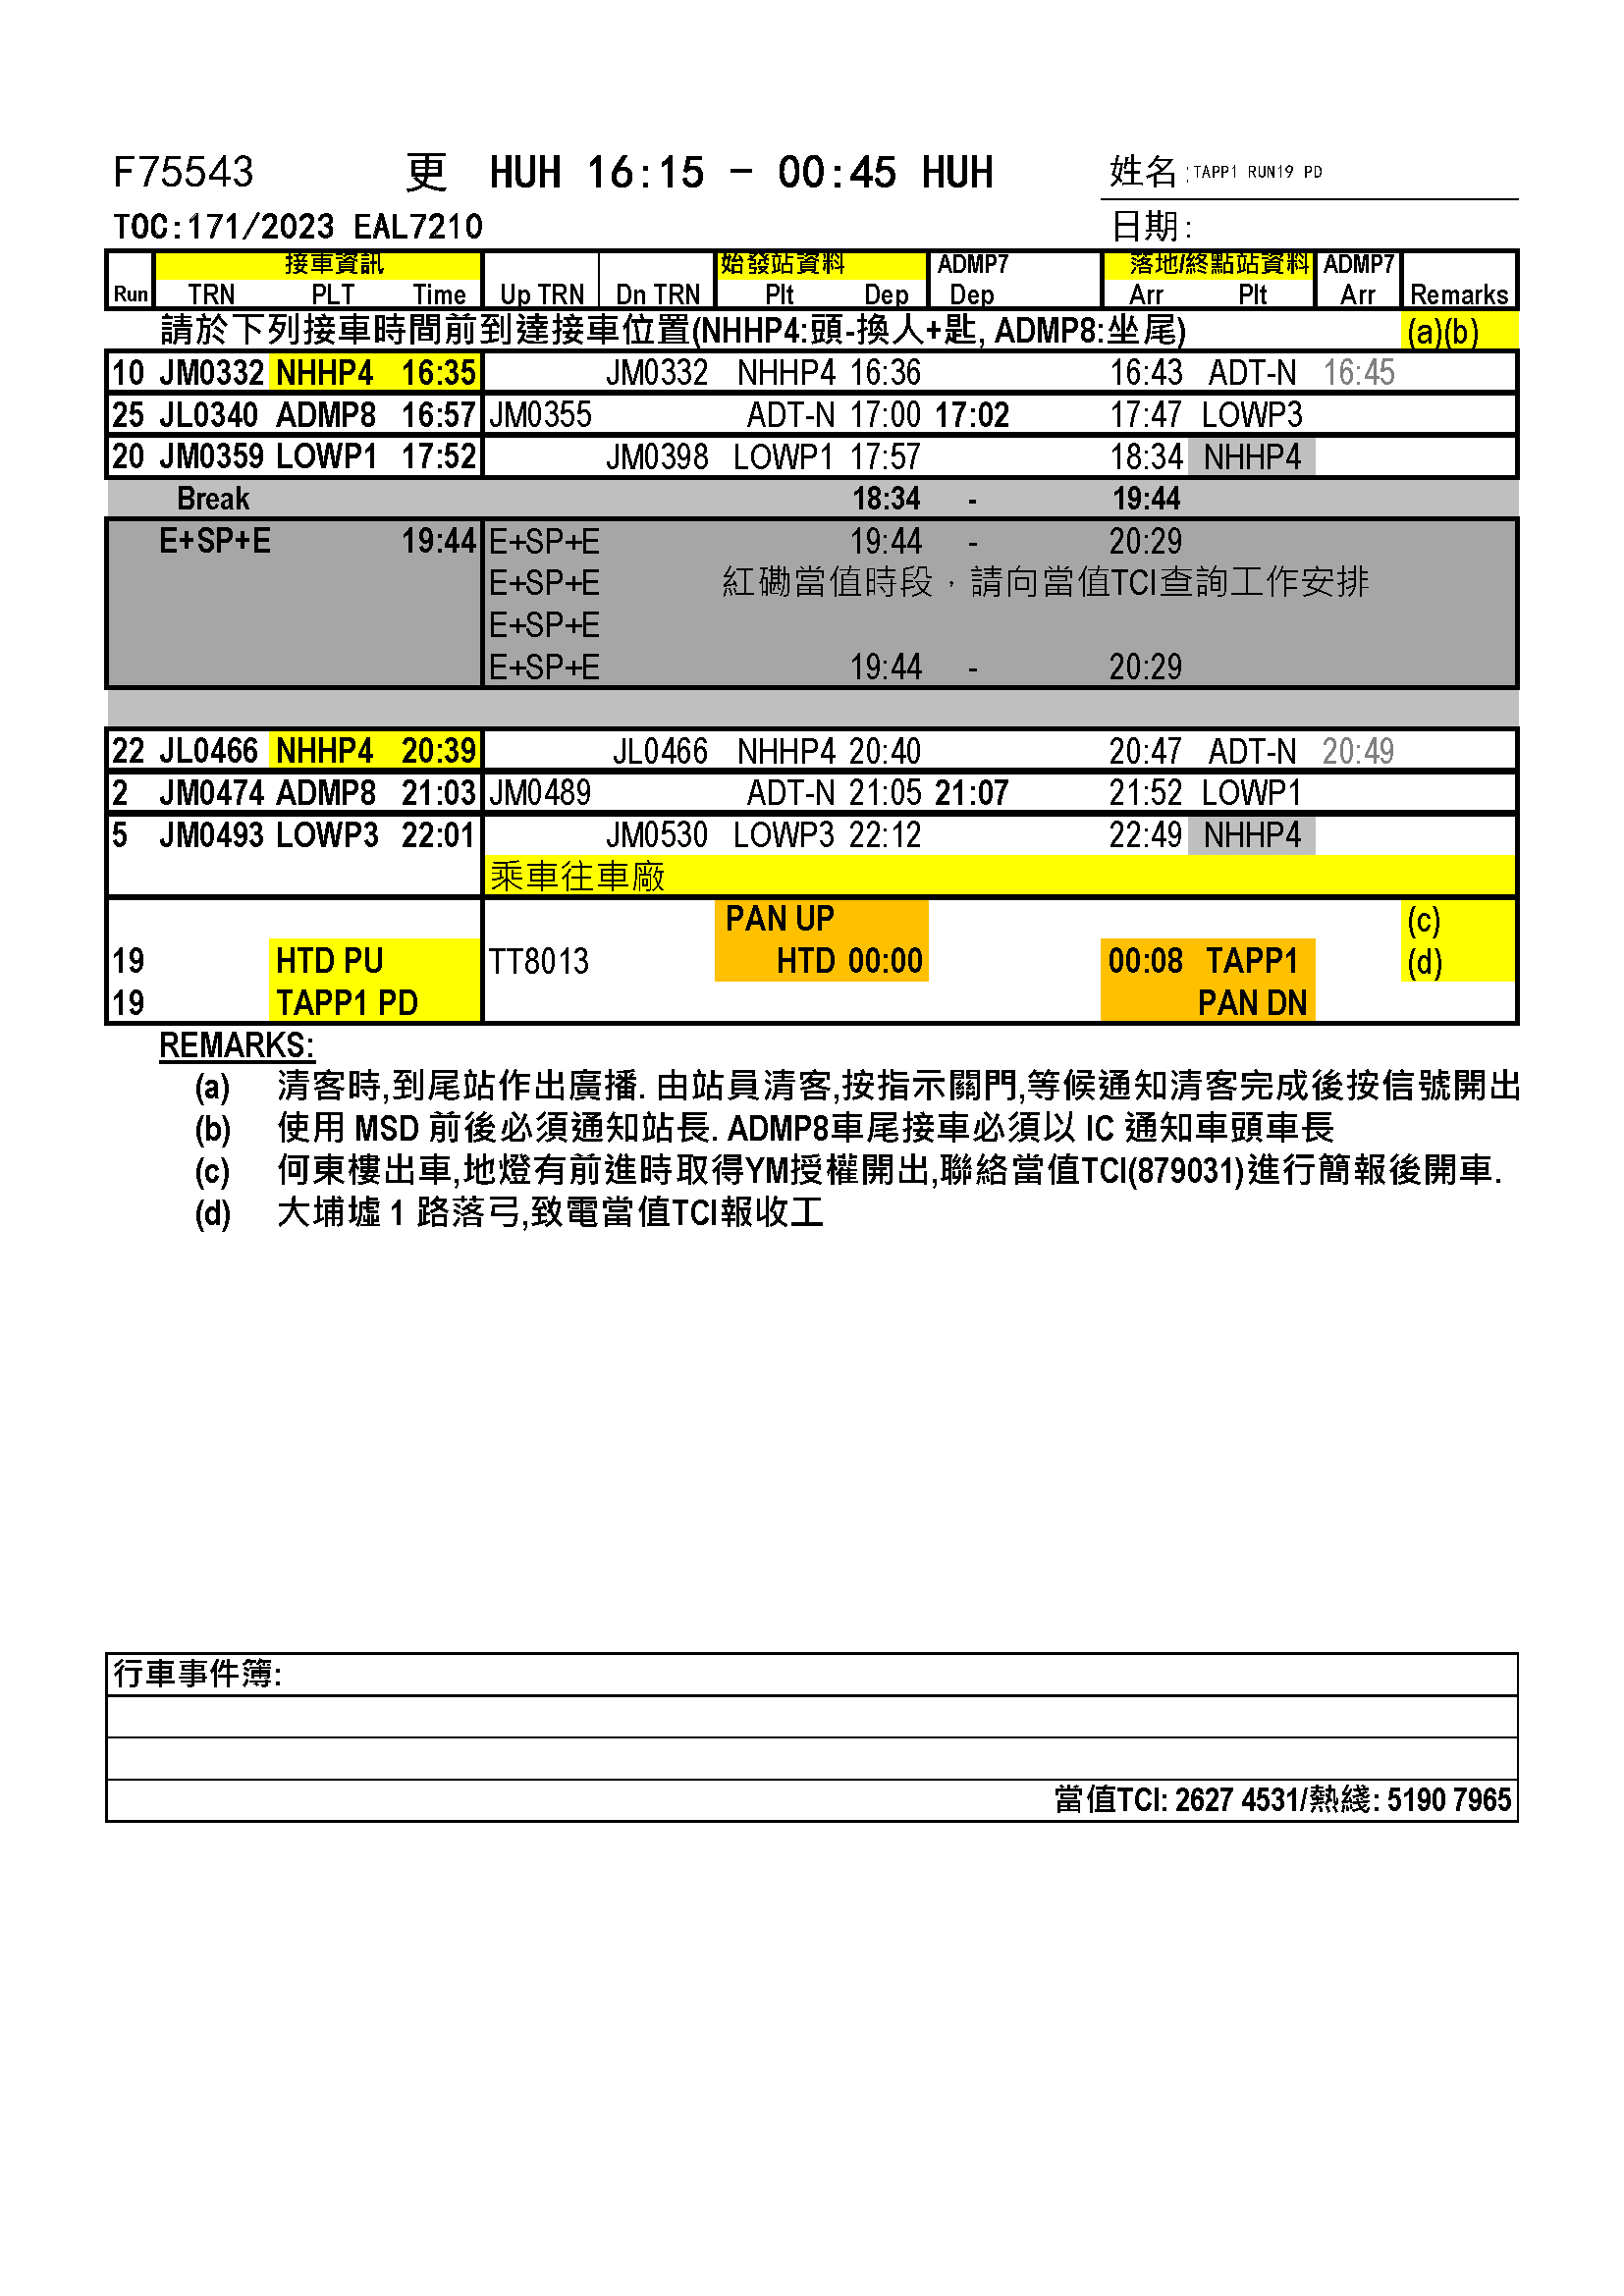 F75543 更 HUH 16:15 - 00:45 HUH 姓名:TAPP1 RUN19 PD
TOC:171/2023 EAL7210 日期:
接車資訊 始發站資料 ADMP7 落地/終點站資料 ADMP7
Run TRN PLT Time Up TRN Dn TRN Plt Dep Dep Arr Plt Arr Remarks
請於下列接車時間前到達接車位置(NHHP4:頭-換人+匙, ADMP8:坐尾) (a)(b)
10 JM0332 NHHP4 16:35 JM0332 NHHP4 16:36 16:43 ADT-N 16:45
25 JL0340 ADMP8 16:57 JM0355 ADT-N 17:00 17:02 17:47 LOWP3
20 JM0359 LOWP1 17:52 JM0398 LOWP1 17:57 18:34 NHHP4
Break 18:34 - 19:44
E+SP+E 19:44 E+SP+E 19:44 - 20:29
E+SP+E 紅磡當值時段，請向當值TCI查詢工作安排
E+SP+E
E+SP+E 19:44 - 20:29
22 JL0466 NHHP4 20:39 JL0466 NHHP4 20:40 20:47 ADT-N 20:49
2 JM0474 ADMP8 21:03 JM0489 ADT-N 21:05 21:07 21:52 LOWP1
5 JM0493 LOWP3 22:01 JM0530 LOWP3 22:12 22:49 NHHP4
乘車往車廠
PAN UP (c)
19 HTD PU TT8013 HTD 00:00 00:08 TAPP1 (d)
19 TAPP1 PD PAN DN
REMARKS:
(a) 清客時,到尾站作出廣播. 由站員清客,按指示關門,等候通知清客完成後按信號開出
(b) 使用 MSD 前後必須通知站長. ADMP8車尾接車必須以 IC 通知車頭車長
(c) 何東樓出車,地燈有前進時取得YM授權開出,聯絡當值TCI(879031)進行簡報後開車.
(d) 大埔墟 1 路落弓,致電當值TCI報收工
行車事件簿:
當值TCI: 2627 4531/熱綫: 5190 7965